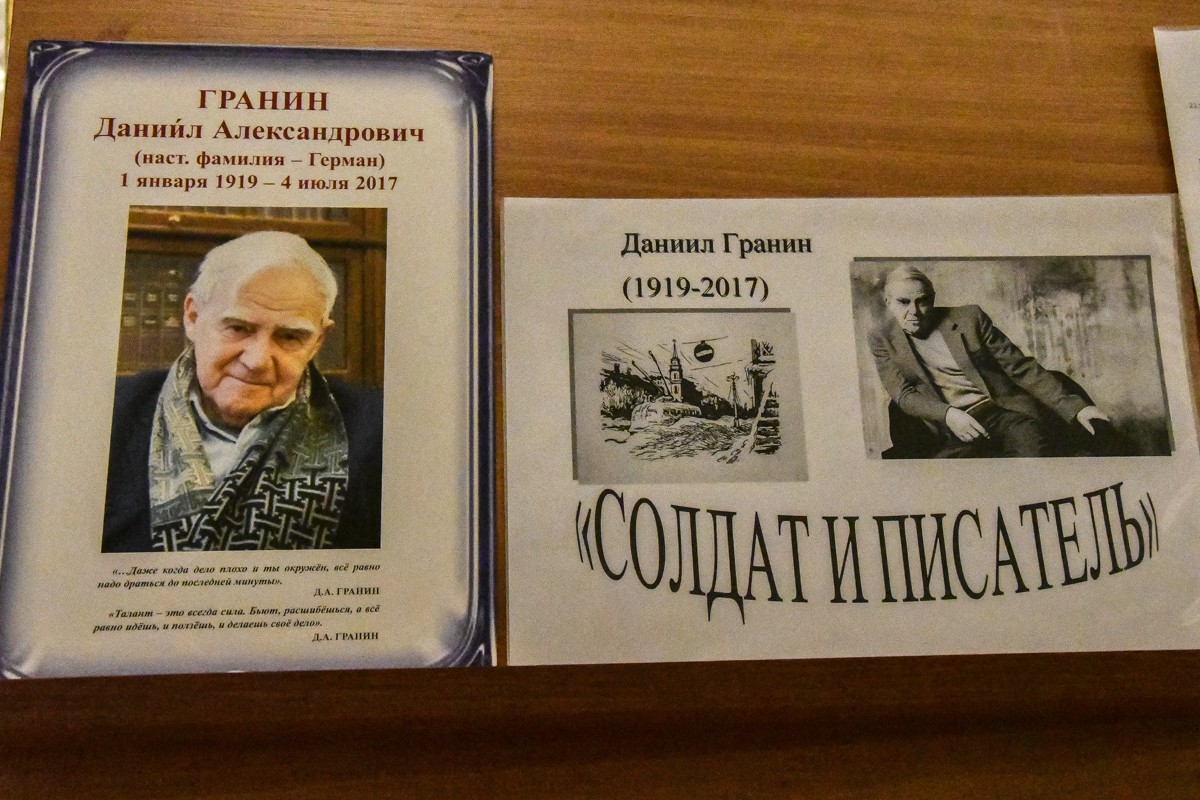 ГРАНИН
Дании́л Александрович
(наст. фамилия – Герман)
1 января 1919 – 4 июля 2017
«…Даже когда дело плохо и ты окружён, всё равно
надо драться до последней минуты».
Д.А. ГРАНИН
«Талант – это всегда сила. Бьют, расшибёшься, а всё
равно идёшь, и ползёшь, и делаешь своё дело».
Д.А. ГРАНИН
Даниил Гранин
(1919-2017)
«СОЛДАТ И ПИСАТЕЛЬ»